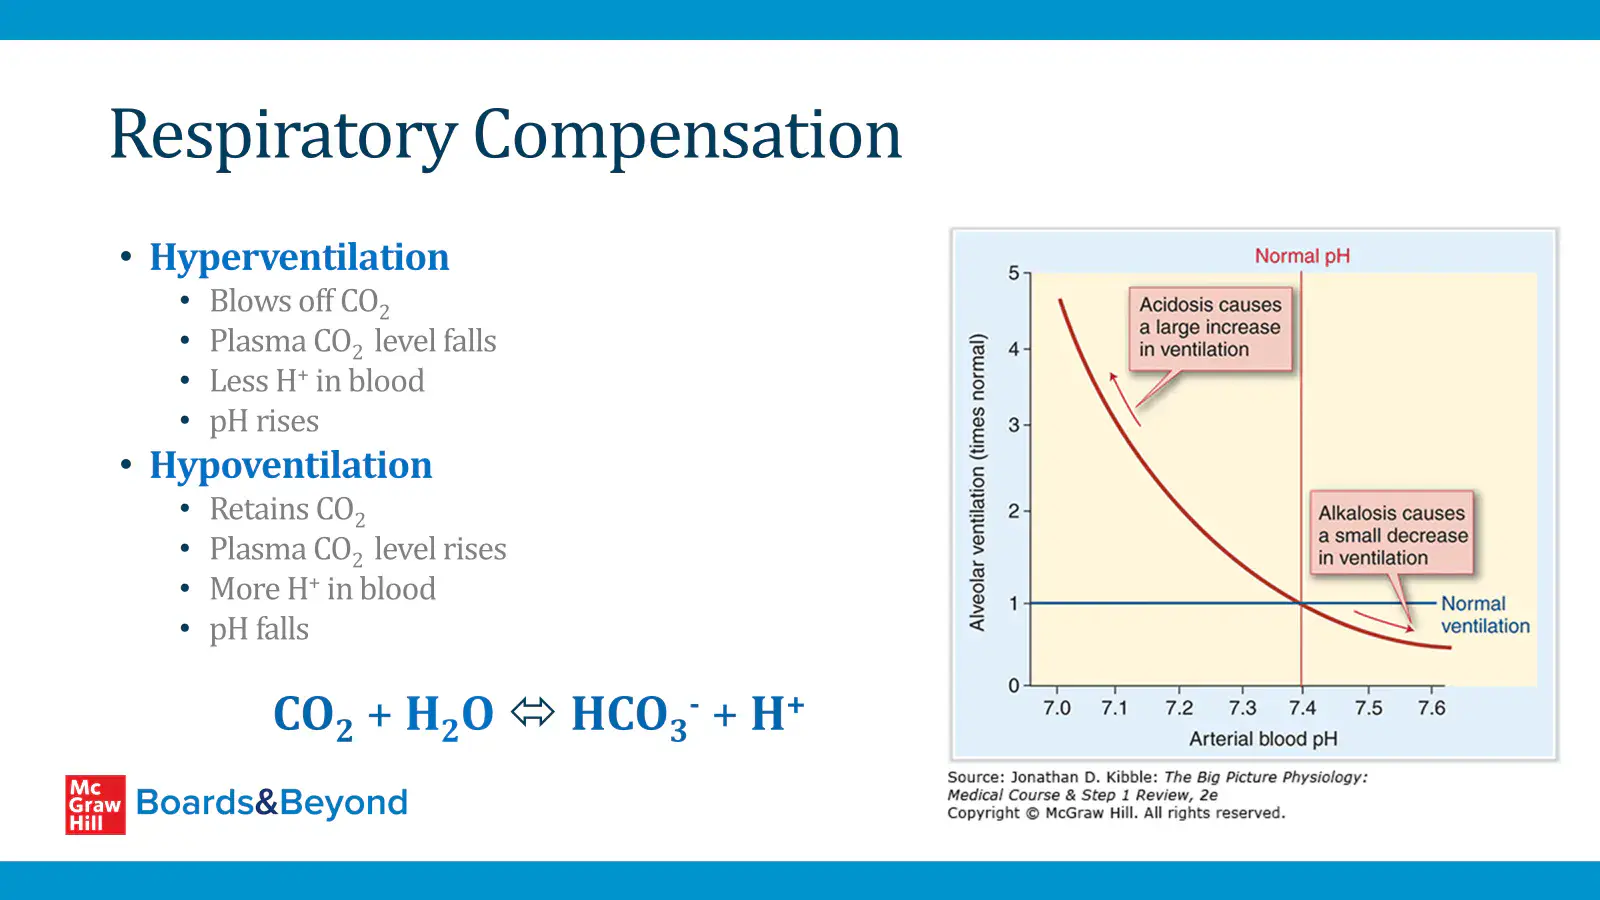 Respiratory Compensation
• Hyperventilation
• Blows off CO₂
• Plasma CO₂ level falls
• Less H⁺ in blood
• pH rises
• Hypoventilation
• Retains CO₂
• Plasma CO₂ level rises
• More H⁺ in blood
• pH falls
CO₂ + H₂O ⬄ HCO₃⁻ + H⁺
Mc
Graw
Hill
Boards&Beyond
Normal pH
Acidosis causes
a large increase
in ventilation
Alkalosis causes
a small decrease
in ventilation
Normal
ventilation
Alveolar ventilation (times normal)
5
4
3
2
1
0
7.0 7.1 7.2 7.3 7.4 7.5 7.6
Arterial blood pH
Source: Jonathan D. Kibble: The Big Picture Physiology:
Medical Course & Step 1 Review, 2e
Copyright © McGraw Hill. All rights reserved.